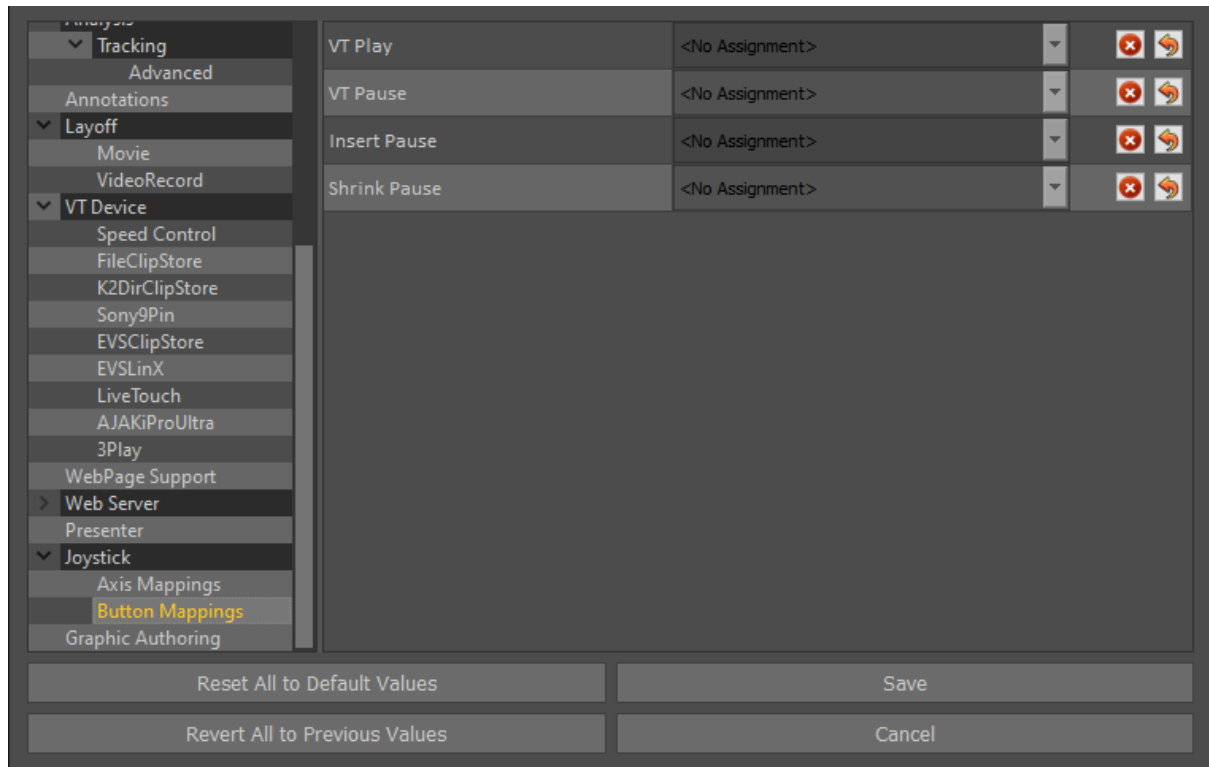 Analysis
Tracking
Advanced
Annotations
Layoff
Movie
VideoRecord
VT Device
Speed Control
FileClipStore
K2DirClipStore
Sony9Pin
EVSClipStore
EVSLinX
LiveTouch
AJAKiProUltra
3Play
WebPage Support
Web Server
Presenter
Joystick
Axis Mappings
Button Mappings
Graphic Authoring
VT Play <No Assignment>
VT Pause <No Assignment>
Insert Pause <No Assignment>
Shrink Pause <No Assignment>
Reset All to Default Values Save
Revert All to Previous Values Cancel